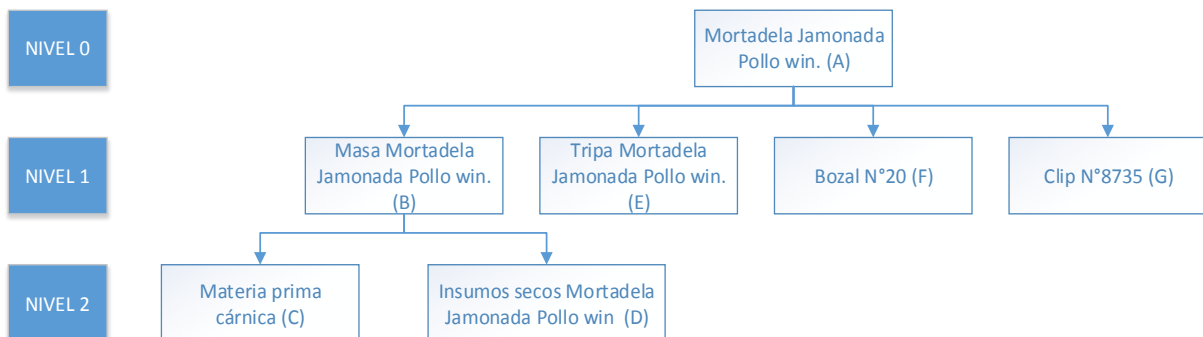 NIVEL 0
Mortadela Jamonada
Pollo win. (A)
NIVEL 1
Masa Mortadela
Jamonada Pollo win.
(B)
Tripa Mortadela
Jamonada Pollo win.
(E)
Bozal N°20 (F)
Clip N°8735 (G)
NIVEL 2
Materia prima
cárnica (C)
Insumos secos Mortadela
Jamonada Pollo win (D)